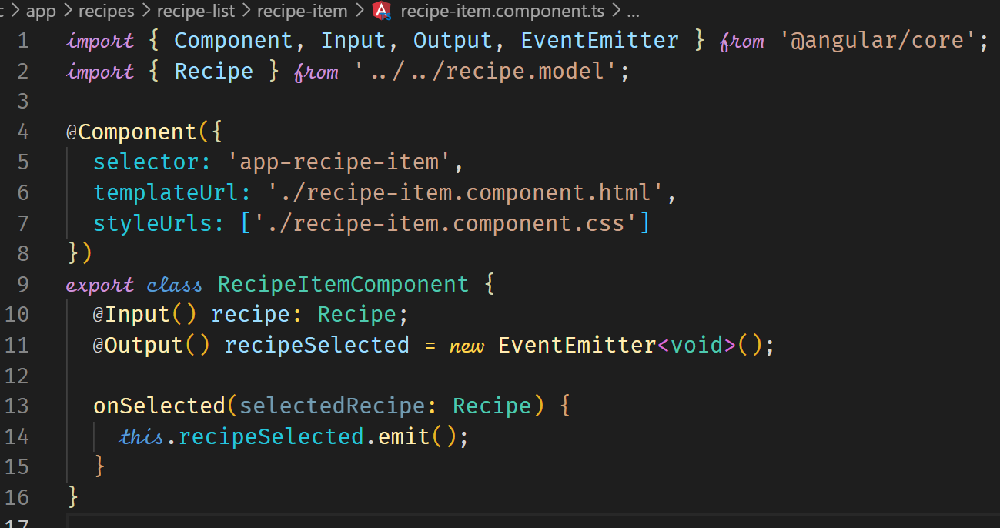 app > recipes > recipe-list > recipe-item > recipe-item.component.ts > ...
1 import { Component, Input, Output, EventEmitter } from '@angular/core';
2 import { Recipe } from '../../recipe.model';
3
4 @Component({
5   selector: 'app-recipe-item',
6   templateUrl: './recipe-item.component.html',
7   styleUrls: ['./recipe-item.component.css']
8 })
9 export class RecipeItemComponent {
10   @Input() recipe: Recipe;
11   @Output() recipeSelected = new EventEmitter<void>();
12
13   onSelected(selectedRecipe: Recipe) {
14     this.recipeSelected.emit();
15   }
16 }
17